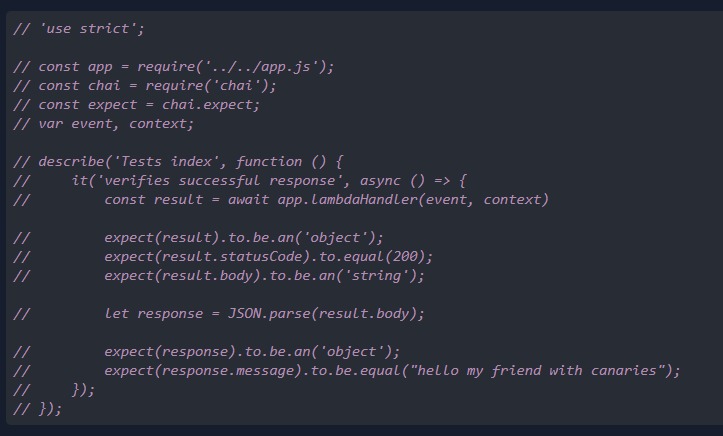 // 'use strict';
// const app = require('../../app.js');
// const chai = require('chai');
// const expect = chai.expect;
// var event, context;
// describe('Tests index', function () {
//     it('verifies successful response', async () => {
//         const result = await app.lambdaHandler(event, context)
//         expect(result).to.be.an('object');
//         expect(result.statusCode).to.equal(200);
//         expect(result.body).to.be.an('string');
//         let response = JSON.parse(result.body);
//         expect(response).to.be.an('object');
//         expect(response.message).to.be.equal("hello my friend with canaries");
//     });
// });